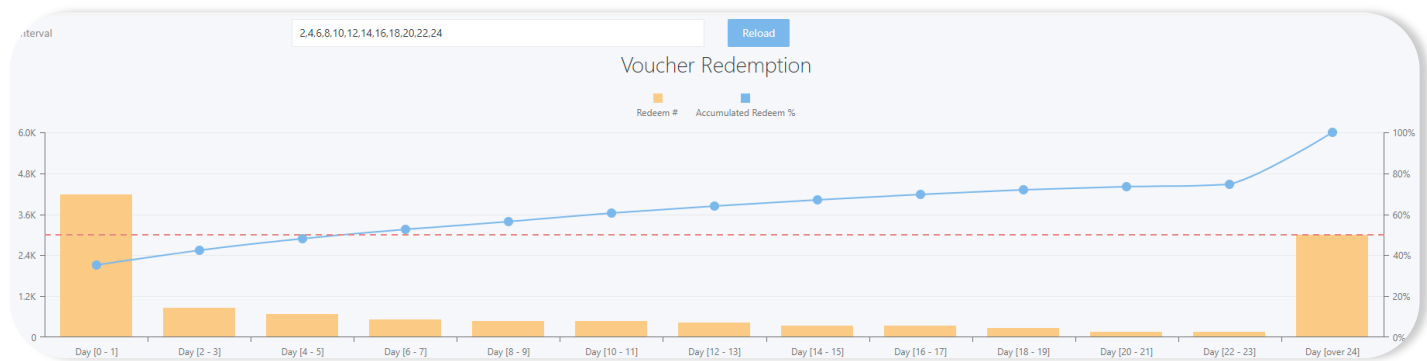 2,4,6,8,10,12,14,16,18,20,22,24
Reload
Voucher Redemption
Redeem # Accumulated Redeem %
6.0K
4.8K
3.6K
2.4K
1.2K
0
100%
80%
60%
40%
20%
0%
Day [0 - 1] Day [2 - 3] Day [4 - 5] Day [6 - 7] Day [8 - 9] Day [10 - 11] Day [12 - 13] Day [14 - 15] Day [16 - 17] Day [18 - 19] Day [20 - 21] Day [22 - 23] Day [over 24]